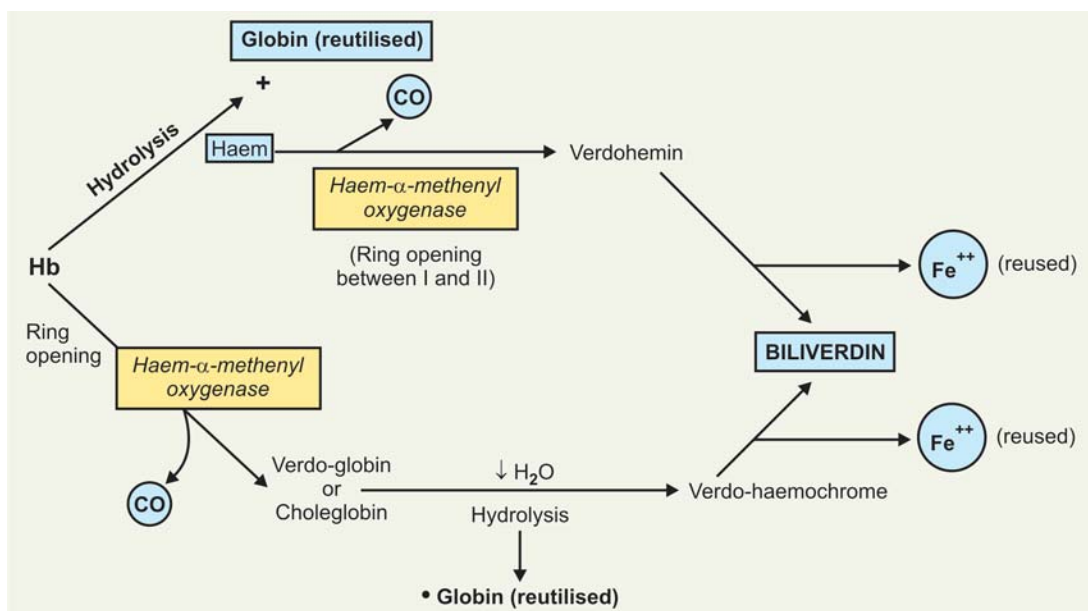 Globin (reutilised)
+
CO
Hydrolysis
Haem
Verdohemin
Haem-α-methenyl
oxygenase
(Ring opening
between I and II)
Hb
Fe++ (reused)
Ring
opening
BILIVERDIN
Haem-α-methenyl
oxygenase
Fe++ (reused)
CO
Verdo-globin
or
Choleglobin
↓ H2O
Hydrolysis
Verdo-haemochrome
• Globin (reutilised)